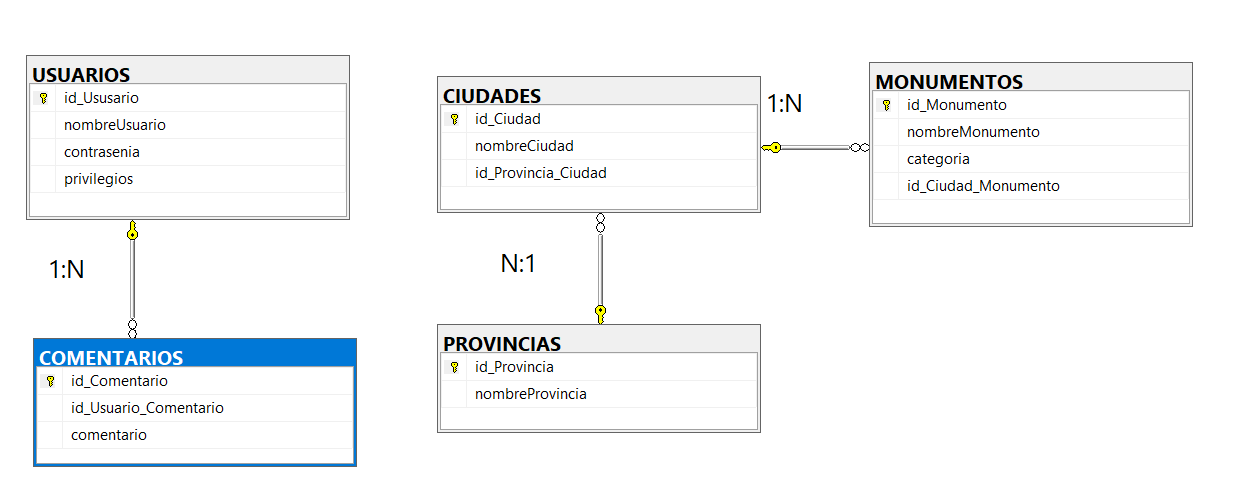 USUARIOS
id_Ususario
nombreUsuario
contrasenia
privilegios
1:N
COMENTARIOS
id_Comentario
id_Usuario_Comentario
comentario
CIUDADES
id_Ciudad
nombreCiudad
id_Provincia_Ciudad
N:1
PROVINCIAS
id_Provincia
nombreProvincia
1:N
MONUMENTOS
id_Monumento
nombreMonumento
categoria
id_Ciudad_Monumento